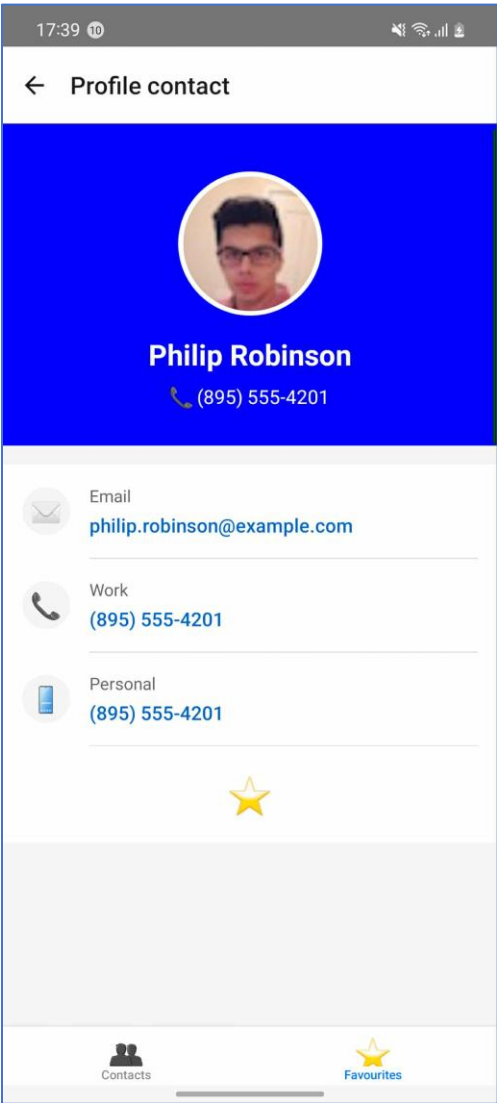 17:39 10
Profile contact
Philip Robinson
(895) 555-4201
Email
philip.robinson@example.com
Work
(895) 555-4201
Personal
(895) 555-4201
Contacts
Favourites